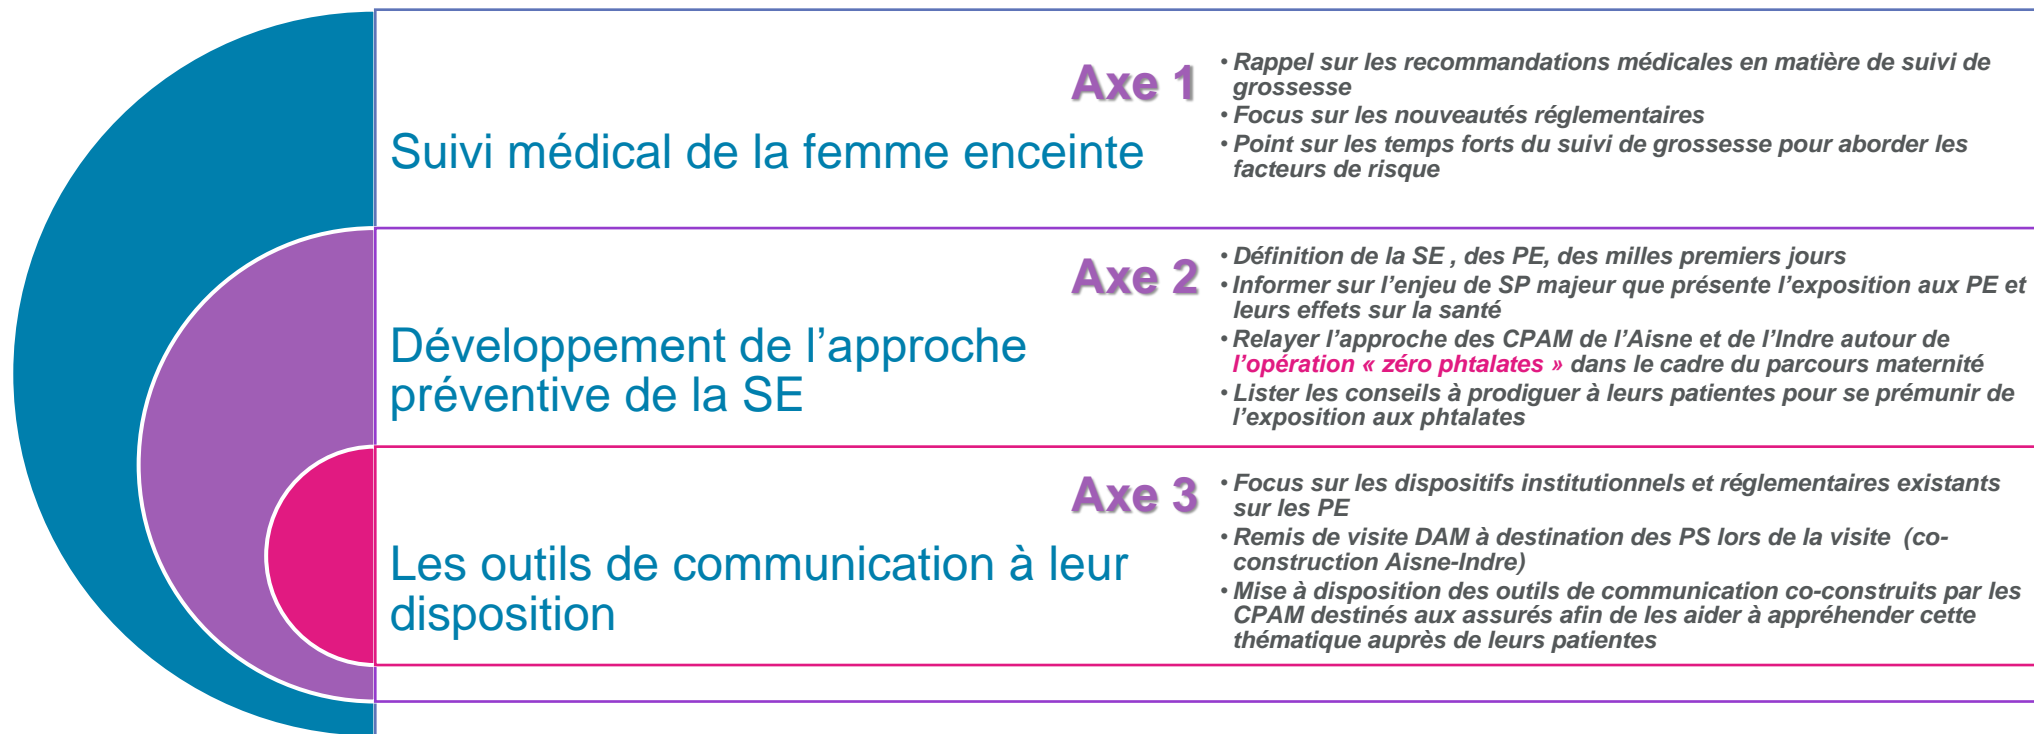 Axe 1
Suivi médical de la femme enceinte
• Rappel sur les recommandations médicales en matière de suivi de
grossesse
• Focus sur les nouveautés réglementaires
• Point sur les temps forts du suivi de grossesse pour aborder les
facteurs de risque
Axe 2
Développement de l’approche
préventive de la SE
• Définition de la SE , des PE, des milles premiers jours
• Informer sur l’enjeu de SP majeur que présente l’exposition aux PE et
leurs effets sur la santé
• Relayer l’approche des CPAM de l’Aisne et de l’Indre autour de
l’opération « zéro phtalates » dans le cadre du parcours maternité
• Lister les conseils à prodiguer à leurs patientes pour se prémunir de
l’exposition aux phtalates
Axe 3
Les outils de communication à leur
disposition
• Focus sur les dispositifs institutionnels et réglementaires existants
sur les PE
• Remis de visite DAM à destination des PS lors de la visite (co-
construction Aisne-Indre)
• Mise à disposition des outils de communication co-construits par les
CPAM destinés aux assurés afin de les aider à appréhender cette
thématique auprès de leurs patientes